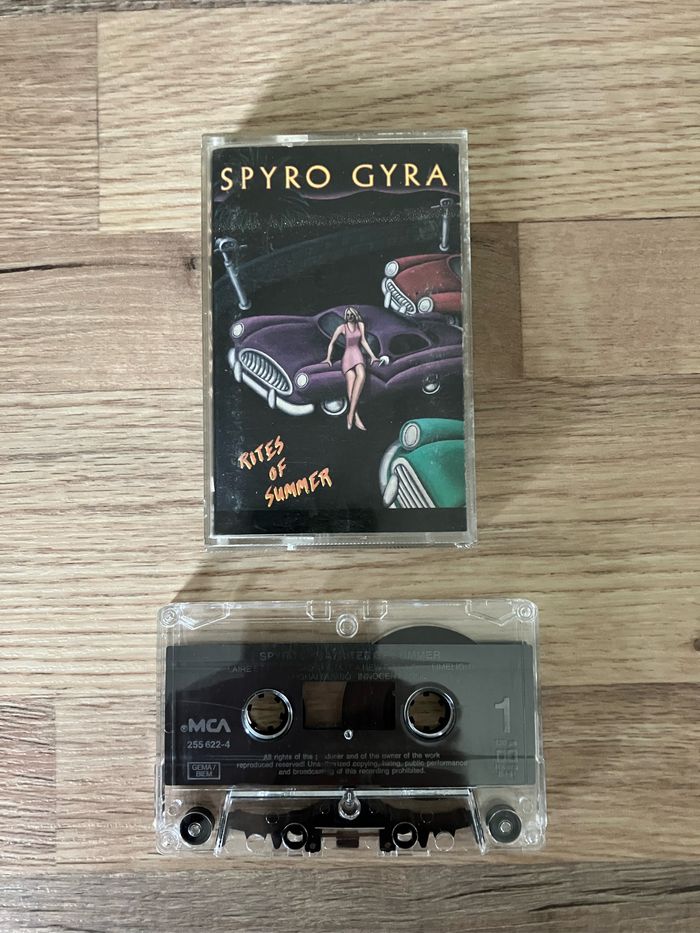 SPYRO GYRA
RITES
OF
SUMMER
SPYRO
MCA
255 622-4
1
GEMA/
BIEM
All rights of the producer and of the owner of the work
reproduced reserved! Unauthorized copying, hiring, public performance
and broadcasting of this recording prohibited.